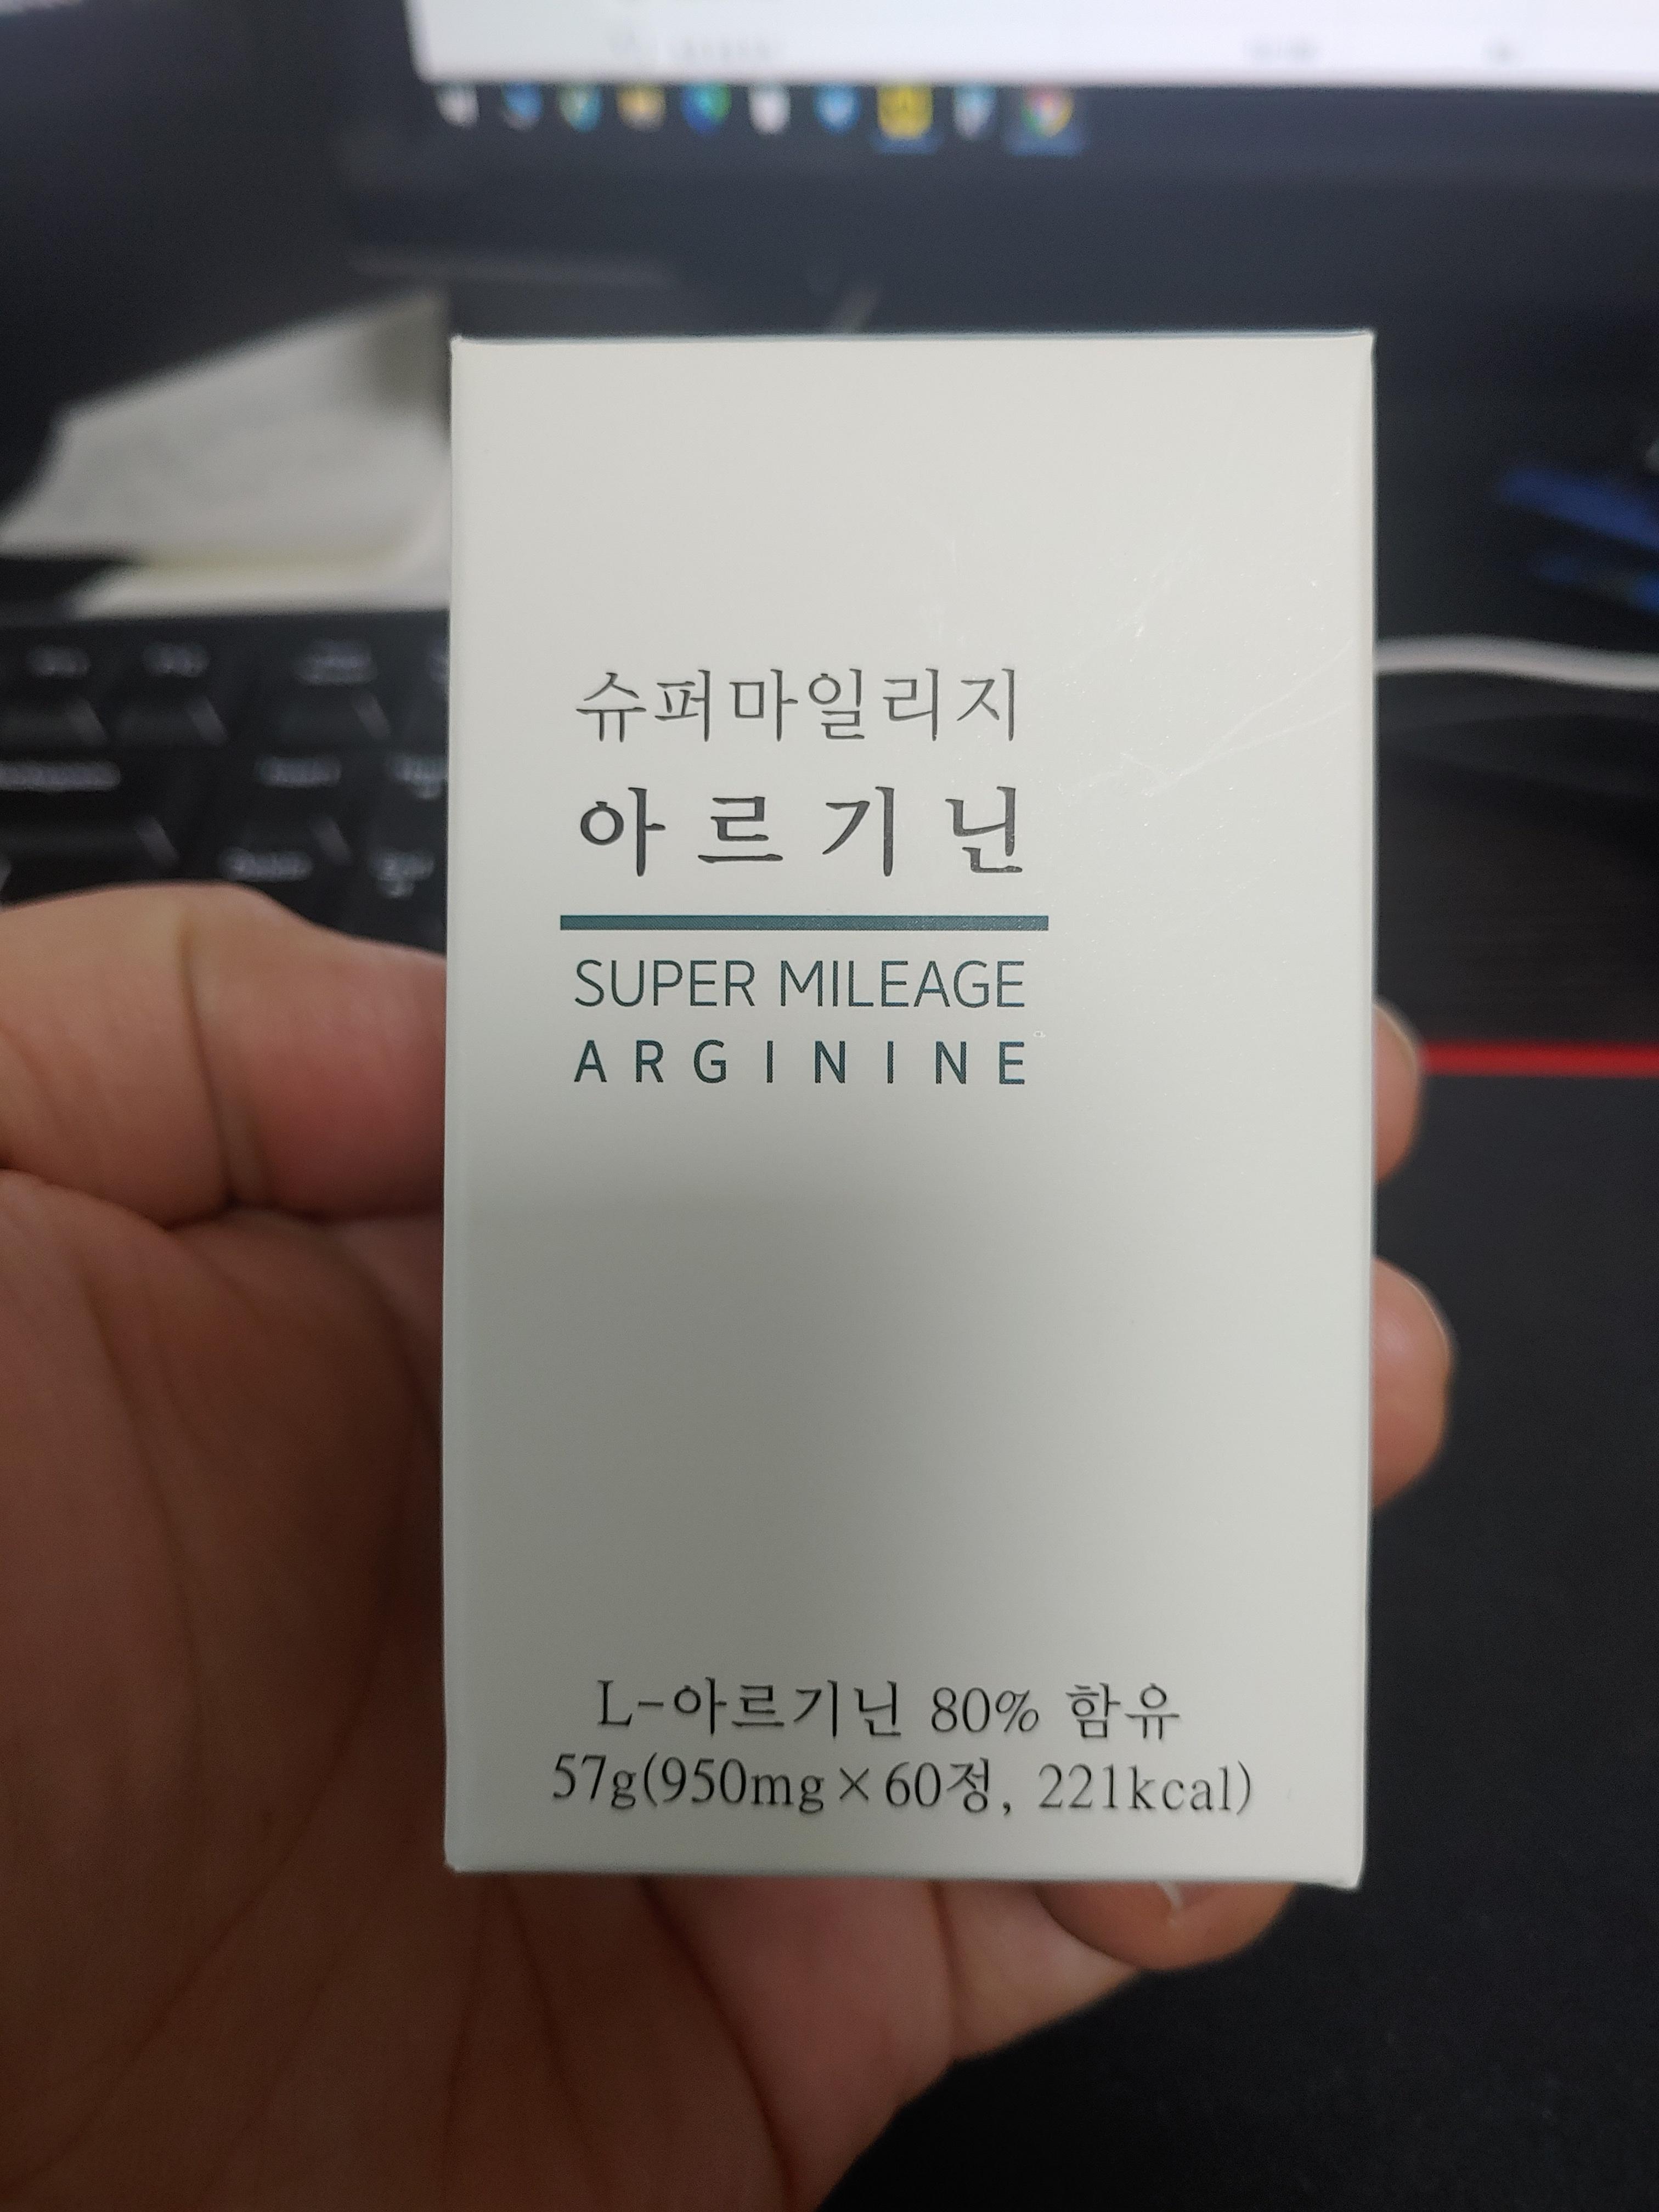 슈퍼마일리지
아르기닌
SUPER MILEAGE
ARGININE
L-아르기닌 80% 함유
57g(950mg×60정, 221kcal)